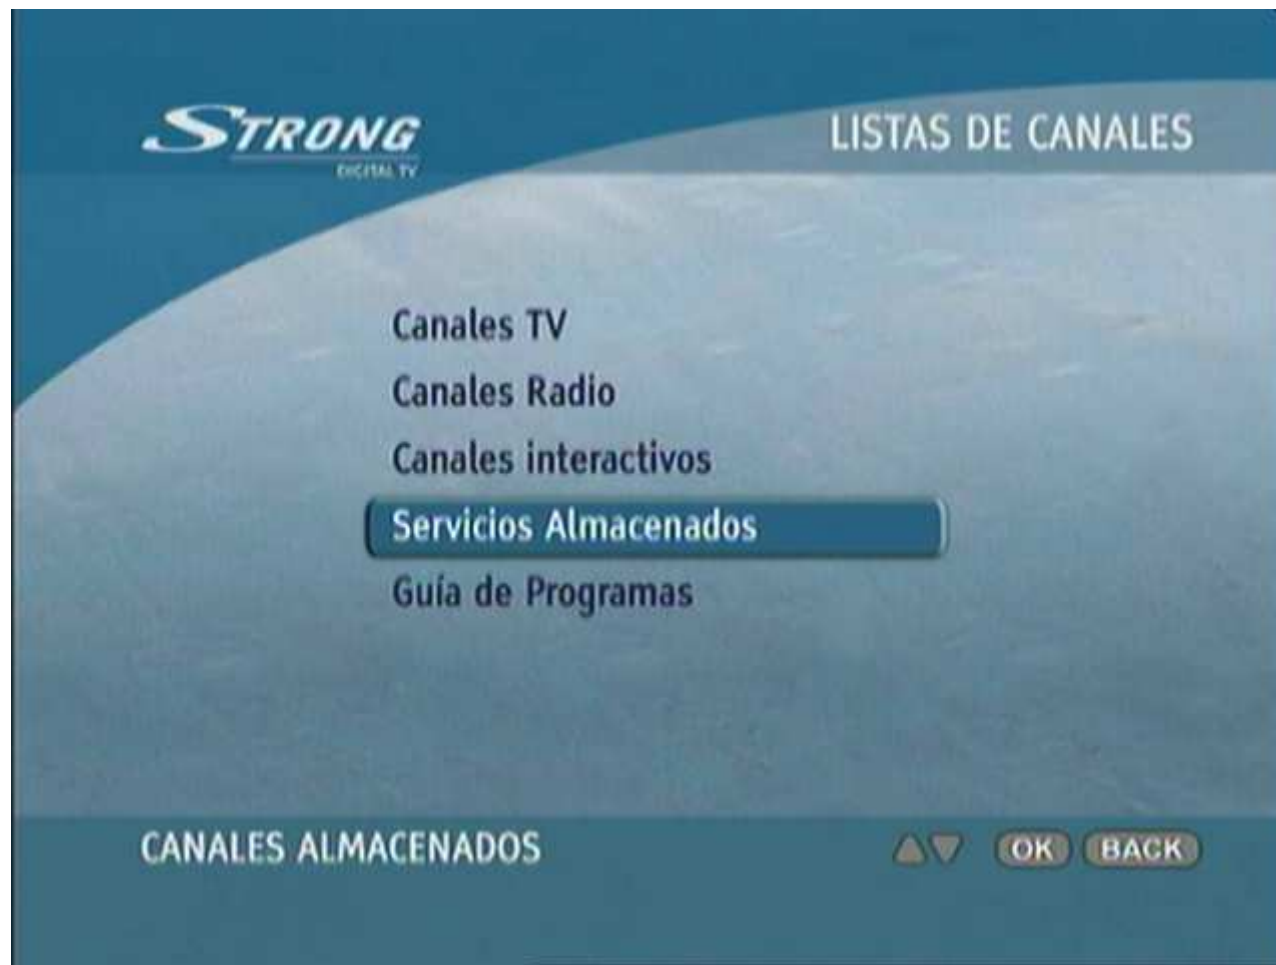 STRONG
DIGITAL TV
LISTAS DE CANALES
Canales TV
Canales Radio
Canales interactivos
Servicios Almacenados
Guía de Programas
CANALES ALMACENADOS
OK BACK